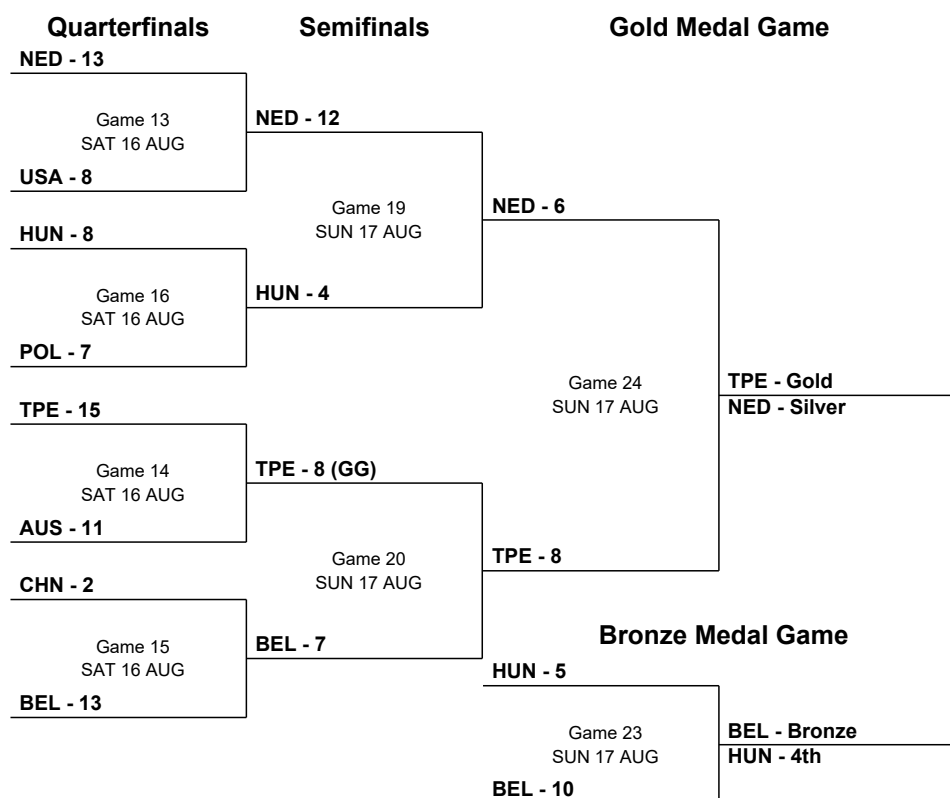 Quarterfinals
Semifinals
Gold Medal Game
NED - 13
Game 13
SAT 16 AUG
USA - 8
HUN - 8
Game 16
SAT 16 AUG
POL - 7
TPE - 15
Game 14
SAT 16 AUG
AUS - 11
CHN - 2
Game 15
SAT 16 AUG
BEL - 13
NED - 12
Game 19
SUN 17 AUG
HUN - 4
TPE - 8 (GG)
Game 20
SUN 17 AUG
BEL - 7
NED - 6
Game 24
SUN 17 AUG
TPE - 8
TPE - Gold
NED - Silver
Bronze Medal Game
HUN - 5
Game 23
SUN 17 AUG
BEL - 10
BEL - Bronze
HUN - 4th